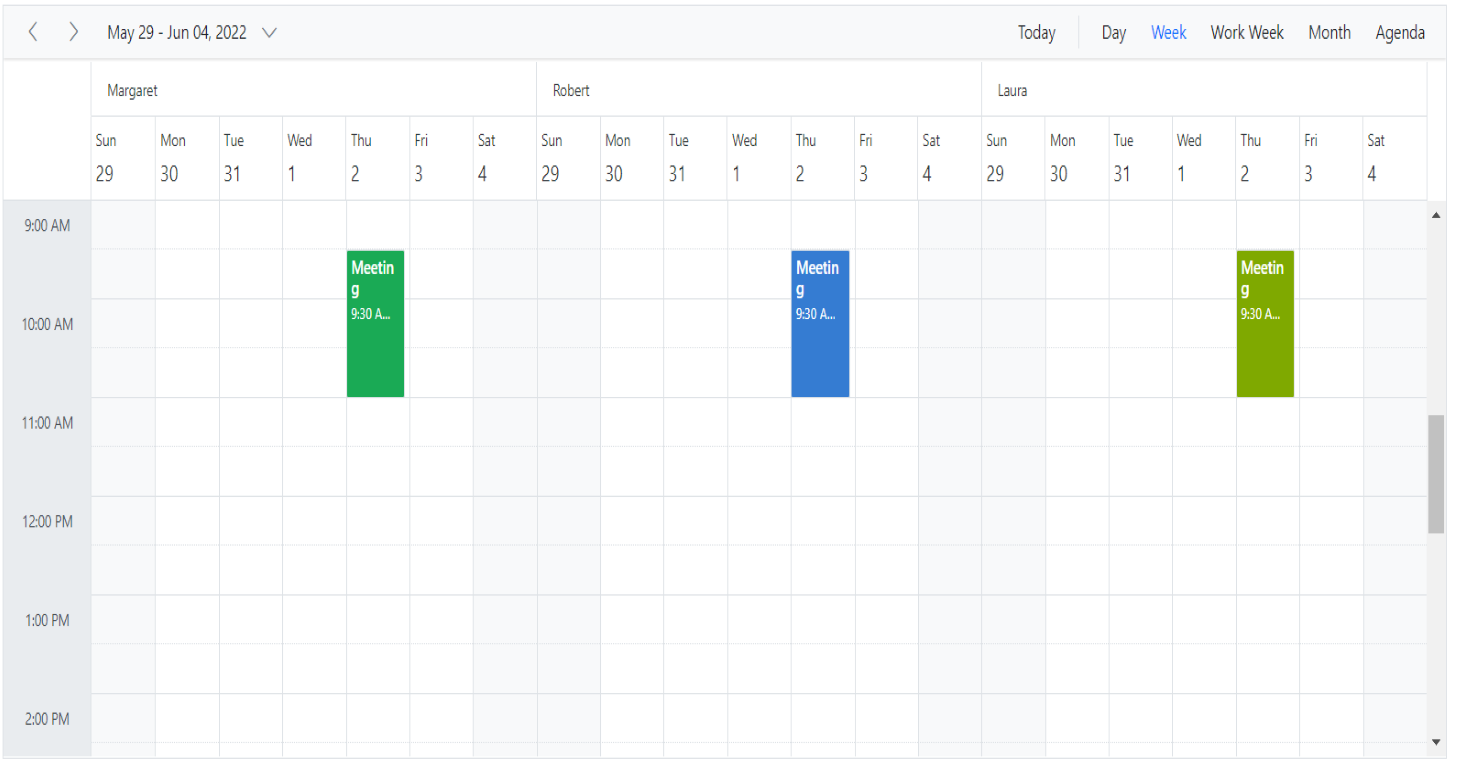 May 29 - Jun 04, 2022 Today Day Week Work Week Month Agenda
Margaret Robert Laura
Sun Mon Tue Wed Thu Fri Sat Sun Mon Tue Wed Thu Fri Sat Sun Mon Tue Wed Thu Fri Sat
29 30 31 1 2 3 4 29 30 31 1 2 3 4 29 30 31 1 2 3 4
9:00 AM
Meetin Meetin Meetin
g g g
9:30 A... 9:30 A... 9:30 A...
10:00 AM
11:00 AM
12:00 PM
1:00 PM
2:00 PM